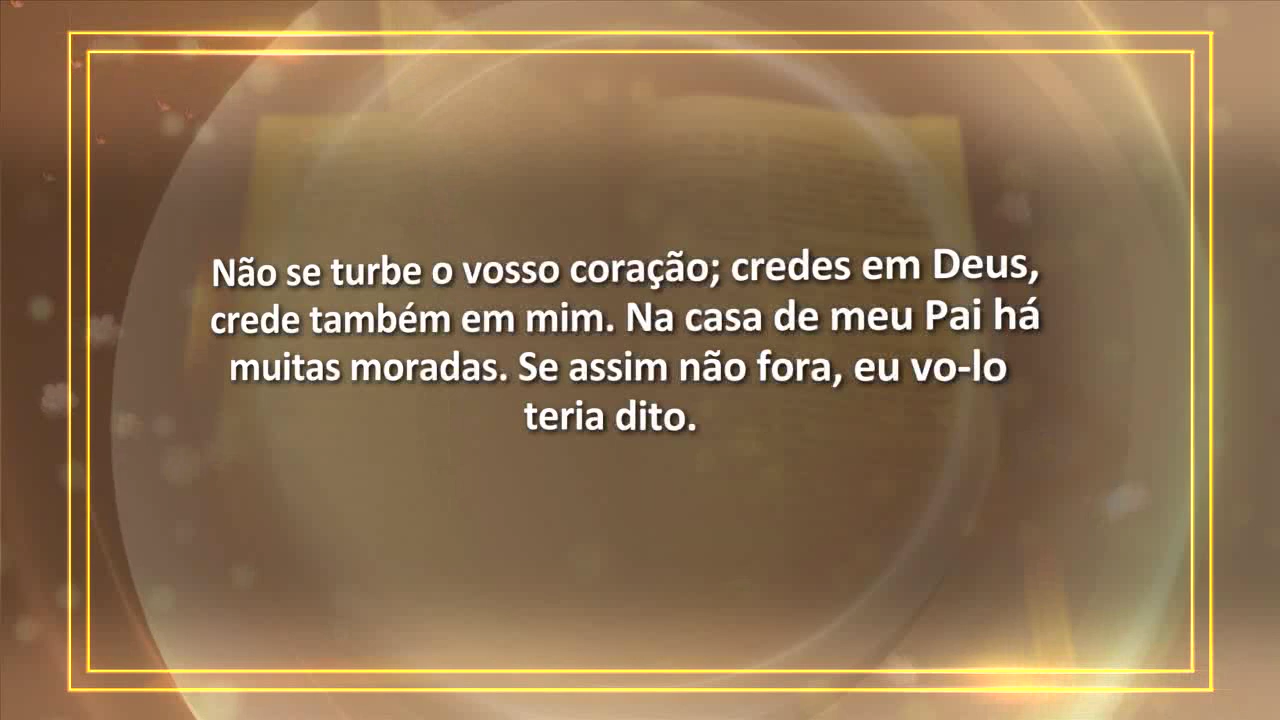 Não se turbe o vosso coração; credes em Deus,
crede também em mim. Na casa de meu Pai há
muitas moradas. Se assim não fora, eu vo-lo
teria dito.